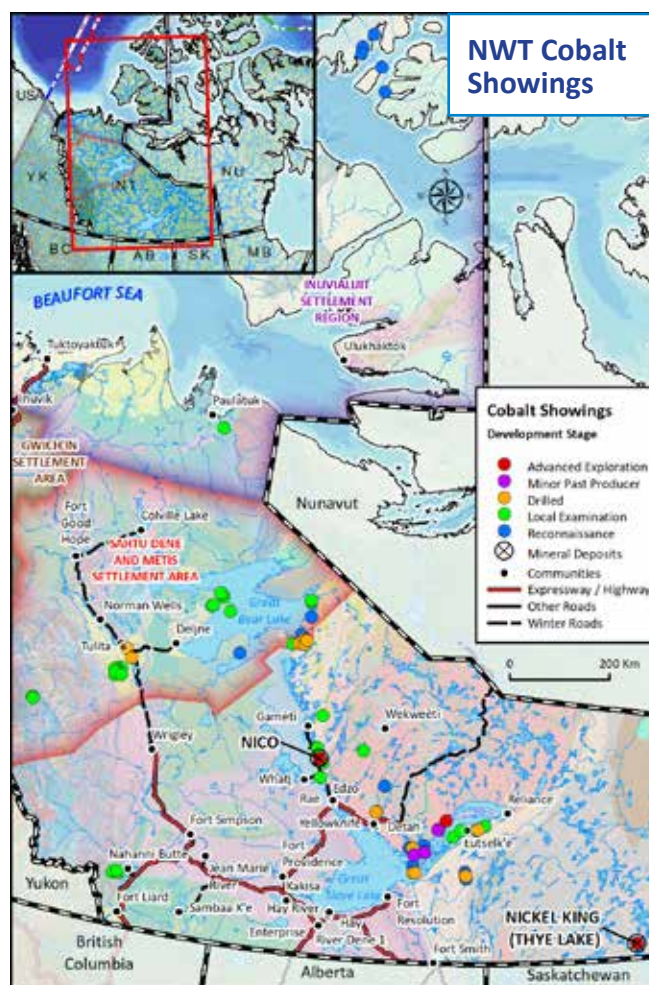 NWT Cobalt
Showings
USA
YK
NT
NU
BC
AB
SK
MB
BEAUFORT SEA
INUVIALUIT
SETTLEMENT
REGION
Tuktoyaktuk
Ulukhaktok
Inuvik
Paulatuk
GWICH'IN
SETTLEMENT
AREA
Cobalt Showings
Development Stage
Advanced Exploration
Minor Past Producer
Drilled
Local Examination
Reconnaissance
Mineral Deposits
Communities
Expressway / Highway
Other Roads
Winter Roads
0 200 Km
Nunavut
Fort
Good
Hope
Colville Lake
SAHTU DENE
AND METIS
SETTLEMENT AREA
Norman Wells
Great
Bear Lake
Tulita
Delįne
Wrigley
Gameti
Wekweeti
NICO
Whati
Edzo
Rae
Yellowknife
Detah
Reliance
Lutselk'e
Fort Simpson
Fort
Providence
Nahanni Butte
Jean Marie
River
Kakisa
Great
Slave Lake
Yukon
Fort Liard
Sambaa K'e
Hay River
Fort
Resolution
Enterprise
Hay
River Dene 1
Fort Smith
NICKEL KING
(THYE LAKE)
British
Columbia
Alberta
Saskatchewan